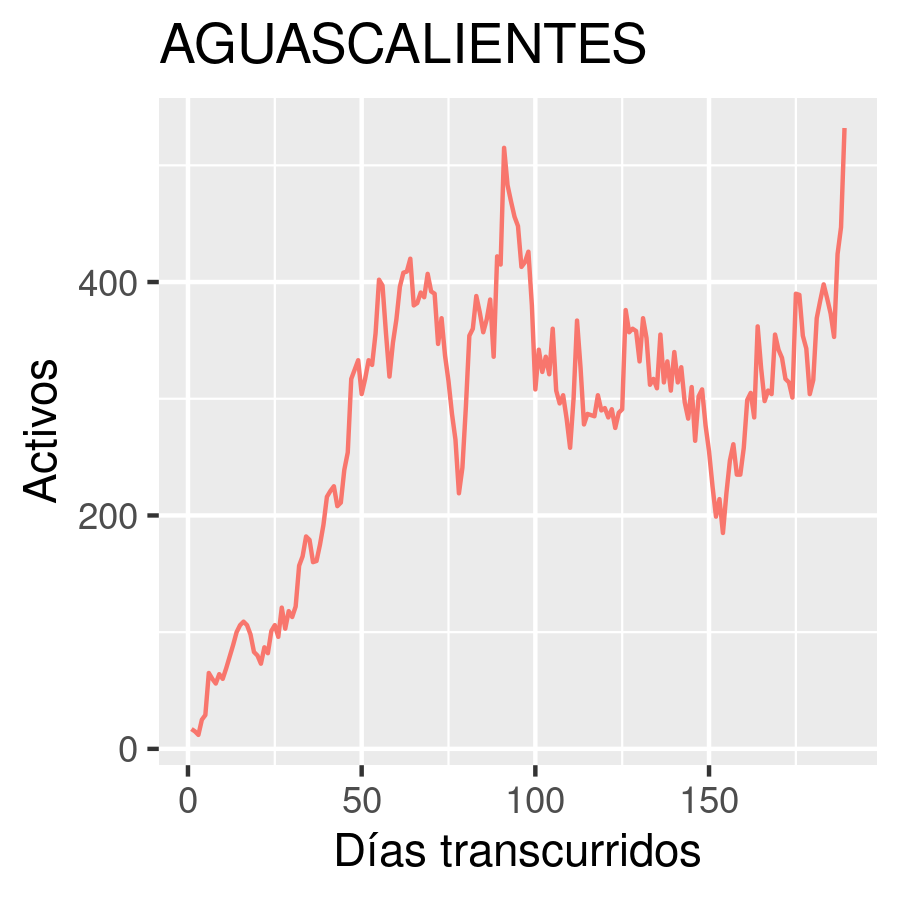 AGUASCALIENTES
Activos
400
200
0
0 50 100 150
Días transcurridos